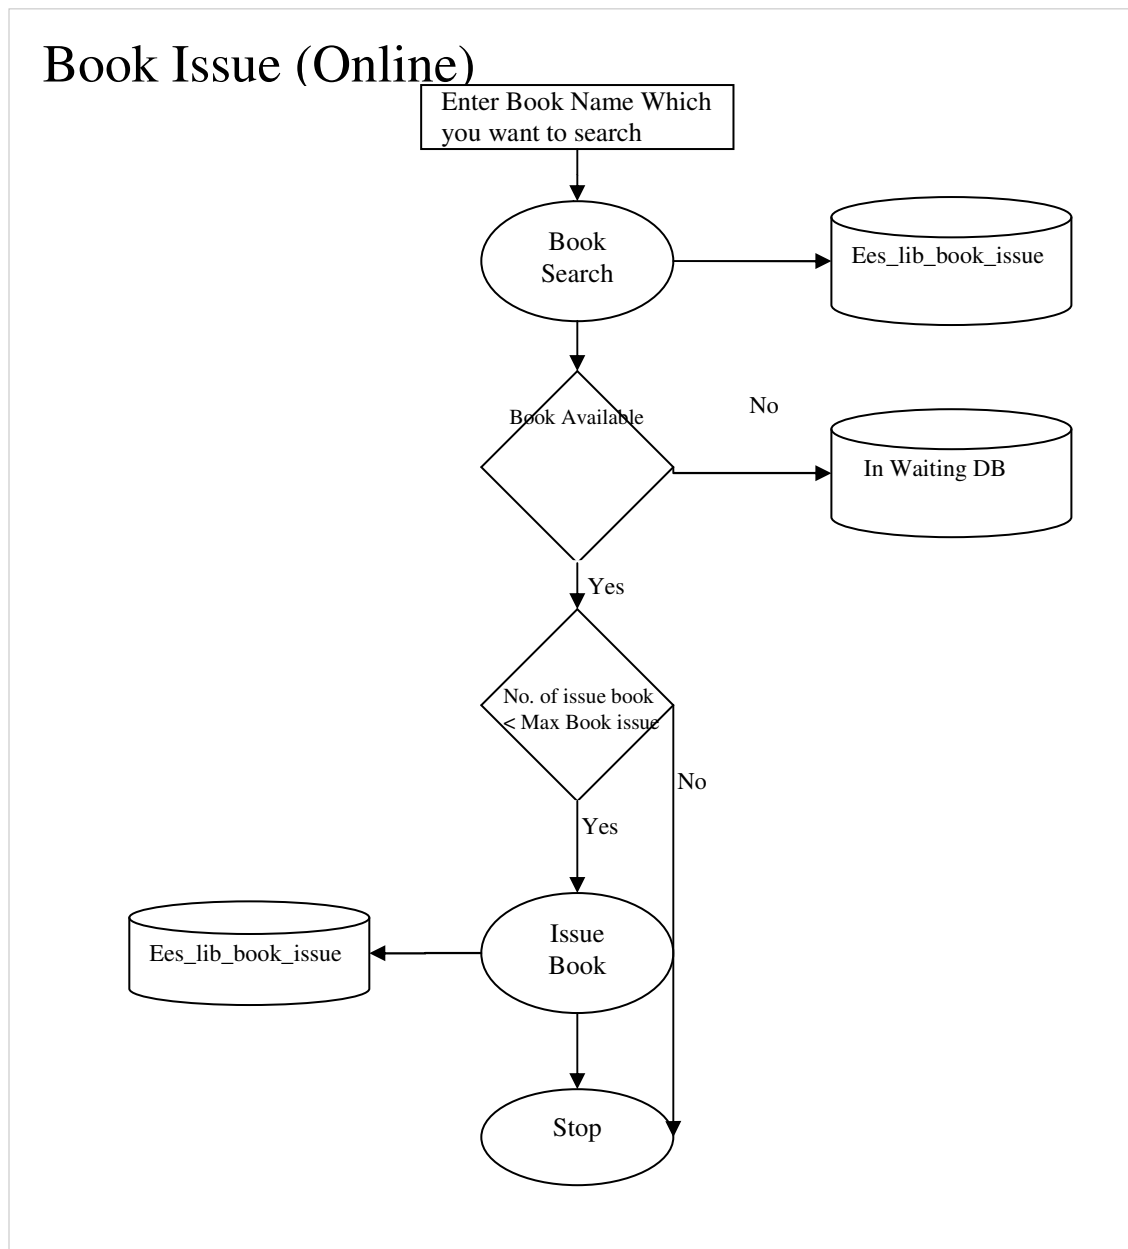 Book Issue (Online)
Enter Book Name Which
you want to search
Book
Search
Ees_lib_book_issue
Book Available
No
In Waiting DB
Yes
No. of issue book
< Max Book issue
No
Yes
Issue
Book
Ees_lib_book_issue
Stop